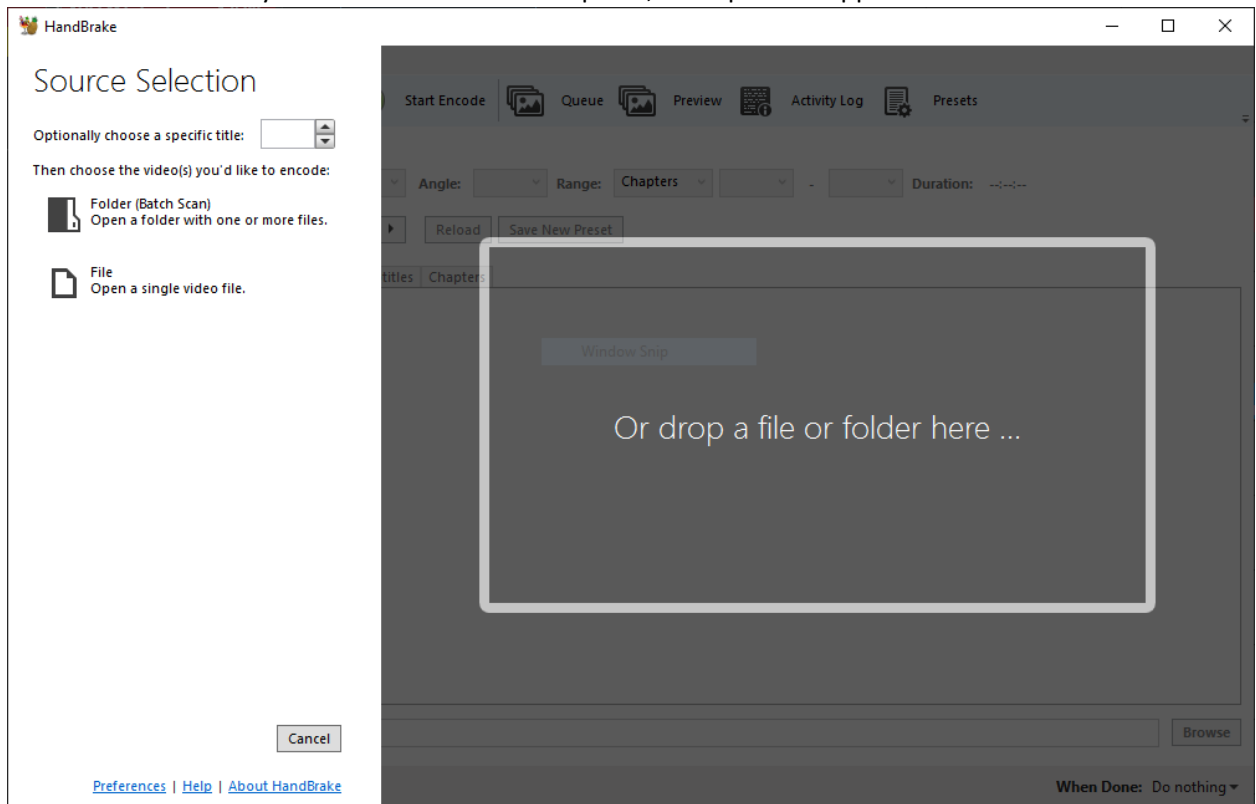 HandBrake
Source Selection
Optionally choose a specific title:
Then choose the video(s) you'd like to encode:
Folder (Batch Scan)
Open a folder with one or more files.
File
Open a single video file.
Cancel
Preferences | Help | About HandBrake
Start Encode Queue Preview Activity Log Presets
Angle: Range: Chapters - Duration: --:--:--
Reload Save New Preset
titles Chapters
Window Snip
Or drop a file or folder here ...
Browse
When Done: Do nothing